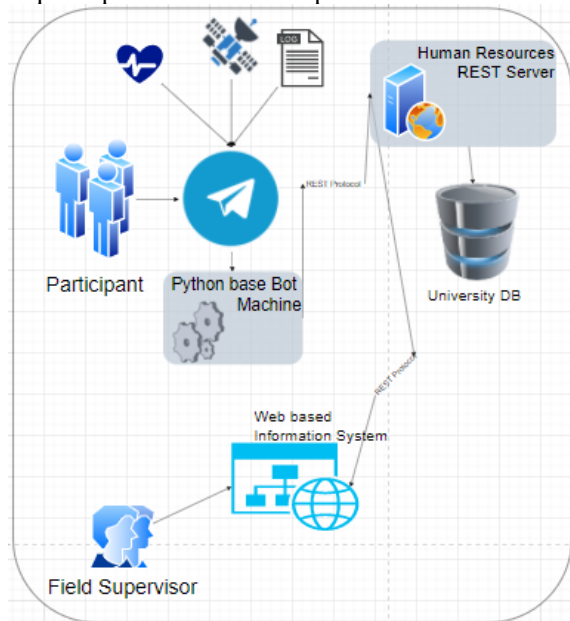 LOG
Human Resources
REST Server
REST Protocol
Participant
Python base Bot
Machine
University DB
REST Protocol
Web based
Information System
Field Supervisor